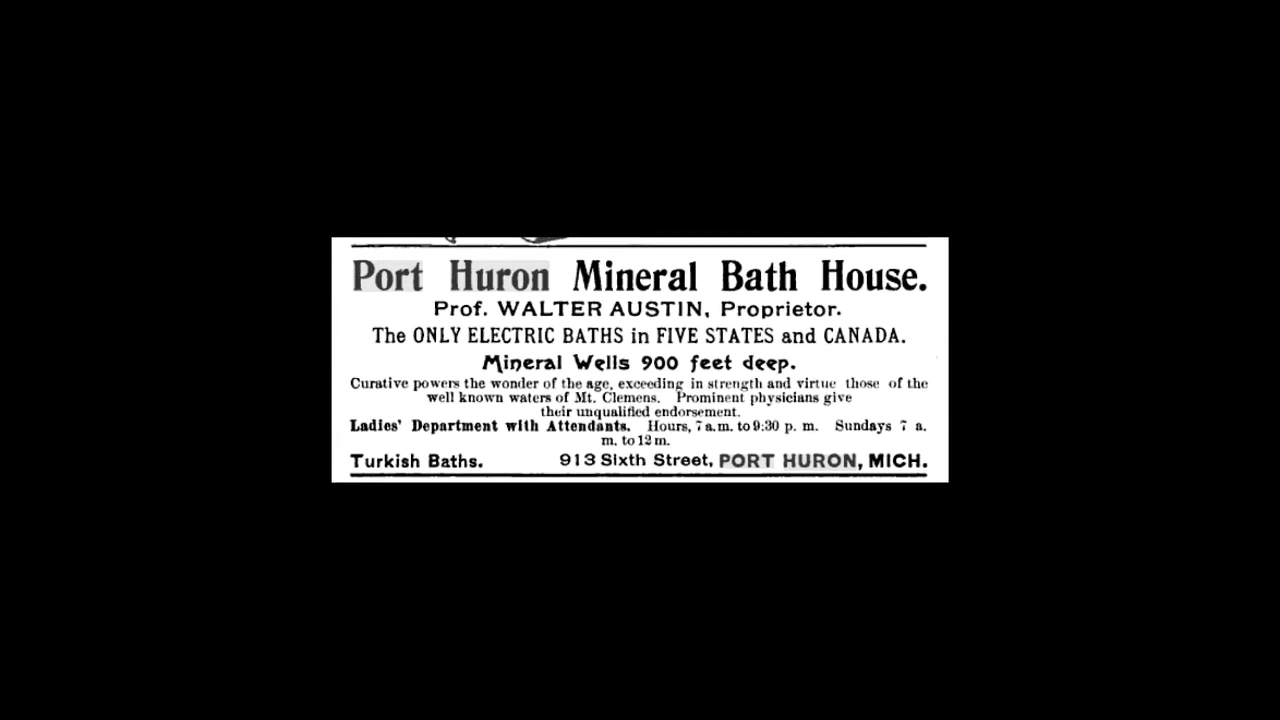 Port Huron Mineral Bath House.
Prof. WALTER AUSTIN, Proprietor.
The ONLY ELECTRIC BATHS in FIVE STATES and CANADA.
Mineral Wells 900 feet deep.
Curative powers the wonder of the age, exceeding in strength and virtue those of the
well known waters of Mt. Clemens. Prominent physicians give
their unqualified endorsement.
Ladies' Department with Attendants. Hours, 7 a.m. to 9:30 p. m. Sundays 7 a.
m. to 12 m.
Turkish Baths. 913 Sixth Street, PORT HURON, MICH.